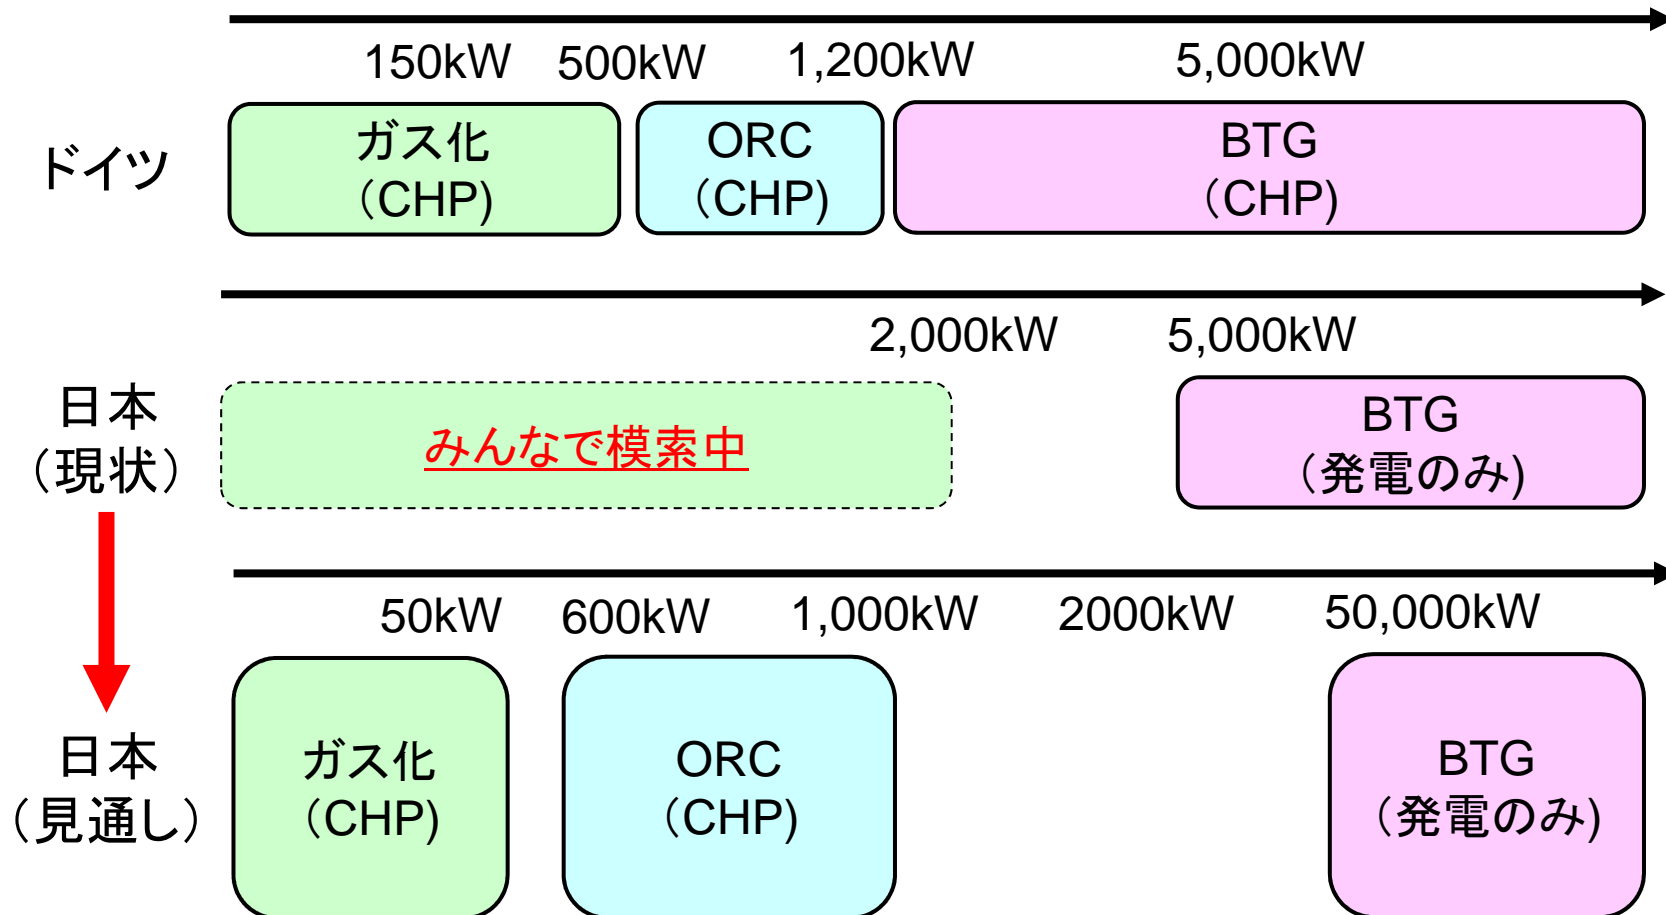 150kW 500kW 1,200kW 5,000kW
ドイツ
ガス化
（CHP)
ORC
（CHP)
BTG
（CHP)
2,000kW 5,000kW
日本
（現状）
みんなで模索中
BTG
（発電のみ)
50kW 600kW 1,000kW 2000kW 50,000kW
日本
（見通し）
ガス化
（CHP)
ORC
（CHP)
BTG
（発電のみ)